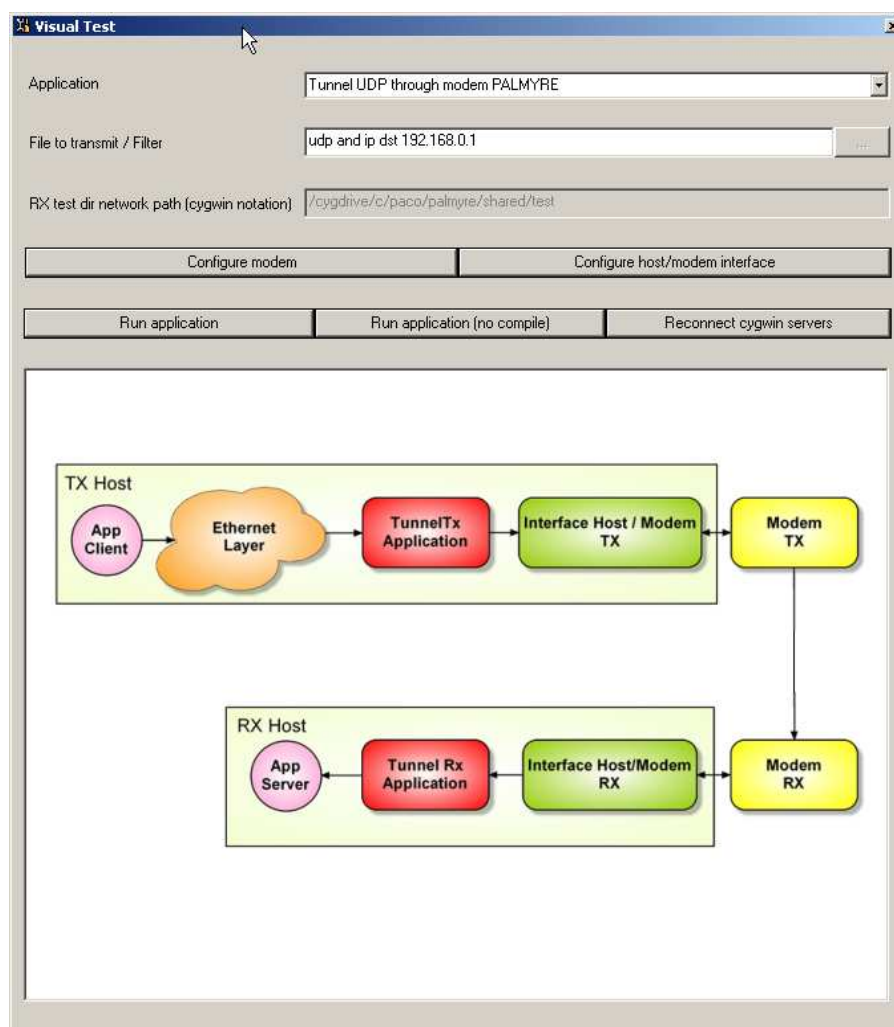 Visual Test
Application
Tunnel UDP through modem PALMYRE
File to transmit / Filter
udp and ip dst 192.168.0.1
...
RX test dir network path (cygwin notation)
/cygdrive/c/paco/palmyre/shared/test
Configure modem
Configure host/modem interface
Run application
Run application (no compile)
Reconnect cygwin servers
TX Host
App
Client
Ethernet
Layer
TunnelTx
Application
Interface Host / Modem
TX
Modem
TX
RX Host
App
Server
Tunnel Rx
Application
Interface Host/Modem
RX
Modem
RX